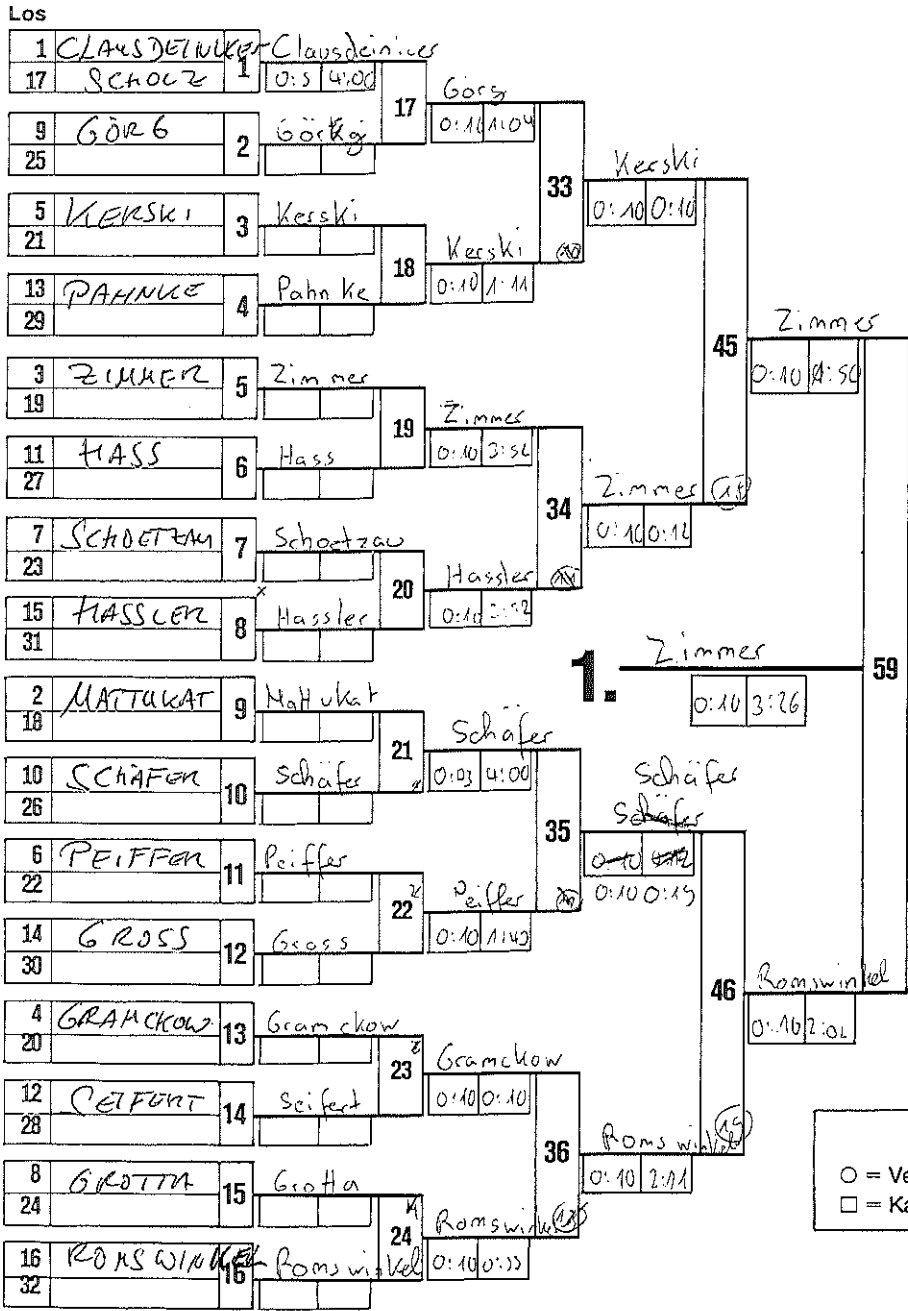 Los
1 CLAUSDEINKER 1 Clausdeinker
17 SCHOLZ 0:5 4:00
17 Görg
0:10 1:04
9 GÖRG 2 Görg
25
33 Kerski
0:10 0:10
5 KERSKI 3 Kerski
21
18 Kerski
0:10 1:11
13 PAHNKE 4 Pahnke
29
45 Zimmer
0:10
3 ZIMMER 5 Zimmer
19
19 Zimmer
0:10
11 HASS 6 Hass
27
34 Zimmer
0:10 0:12
7 SCHOETZAU 7 Schoetzau
23
20 Hassler
0:10
15 HASSLER 8 Hassler
31
1. Zimmer 59
0:10 3:26
2 MATTUKAT 9 Mattukat
18
21 Schäfer
0:03 4:00
10 SCHÄFER 10 Schäfer
26
35 Schäfer
Schäfer
0:10
0:10 0:15
6 PEIFFER 11 Peiffer
22
22 Peiffer
0:10
14 GROSS 12 Gross
30
46 Romswinkel
0:10
4 GRAMCKOW 13 Gramckow
20
23 Gramckow
0:10 0:10
12 SEIFERT 14 Seifert
28
36 Romswinkel
0:10 2:11
8 GROTTA 15 Grotta
24
24 Romswinkel
0:10
16 ROMSWINKEL 16 Romswinkel
32
O = Ve
□ = Ka